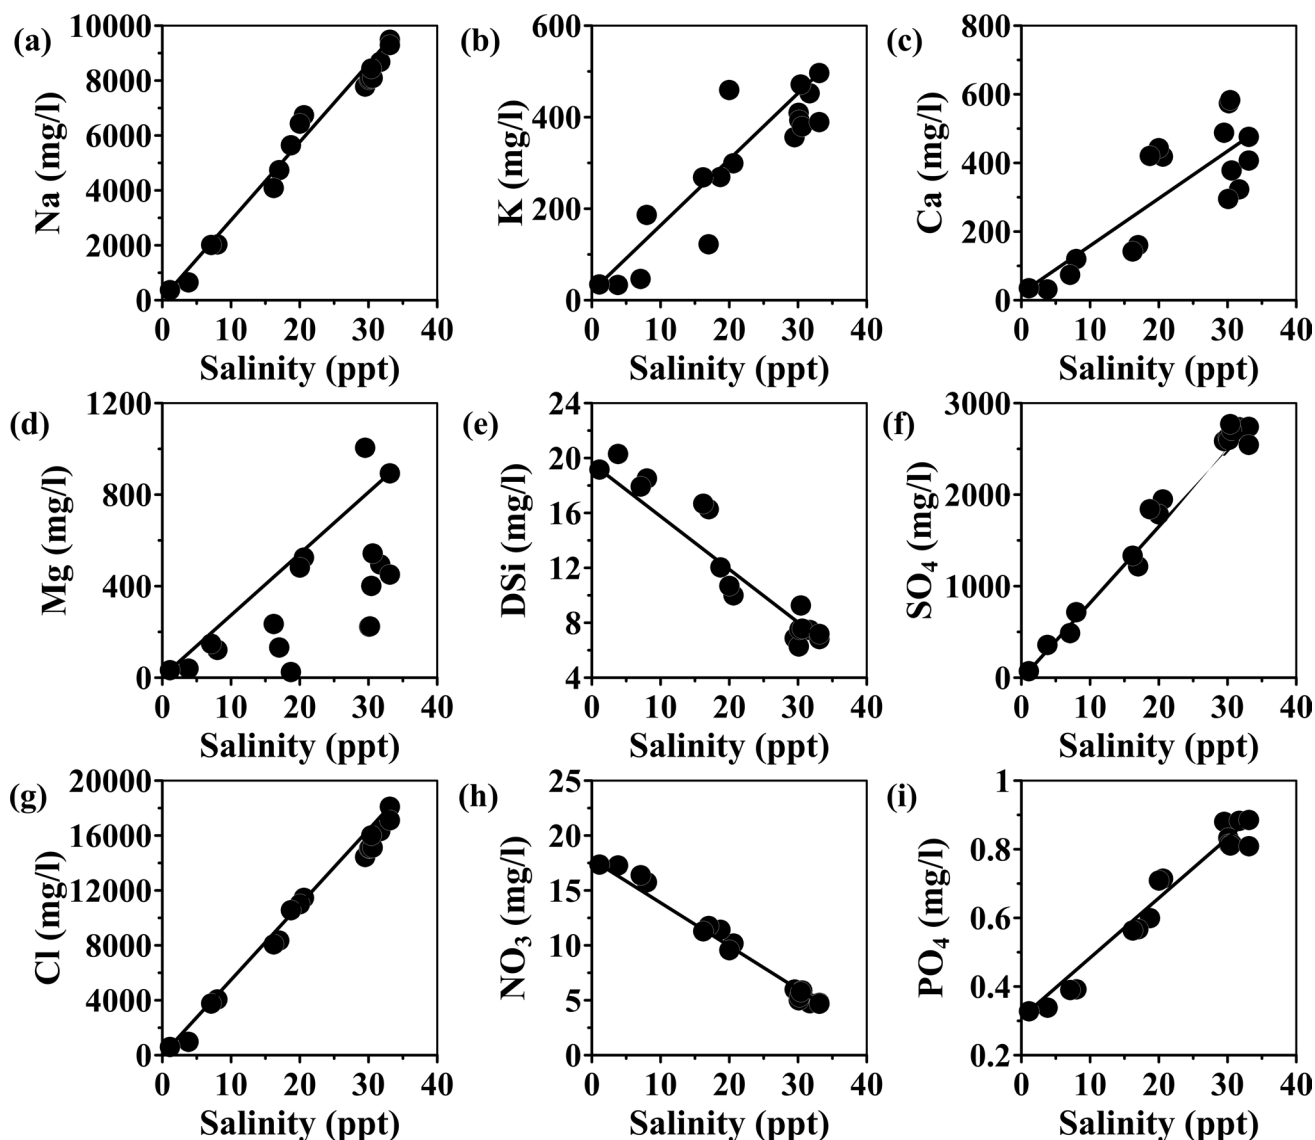 (a)
Na (mg/l)
10000
8000
6000
4000
2000
0
0 10 20 30 40
Salinity (ppt)
(b)
K (mg/l)
600
400
200
0
0 10 20 30 40
Salinity (ppt)
(c)
Ca (mg/l)
800
600
400
200
0
0 10 20 30 40
Salinity (ppt)
(d)
Mg (mg/l)
1200
800
400
0
0 10 20 30 40
Salinity (ppt)
(e)
DSi (mg/l)
24
20
16
12
8
4
0 10 20 30 40
Salinity (ppt)
(f)
SO₄ (mg/l)
3000
2000
1000
0
0 10 20 30 40
Salinity (ppt)
(g)
Cl (mg/l)
20000
16000
12000
8000
4000
0
0 10 20 30 40
Salinity (ppt)
(h)
NO₃ (mg/l)
25
20
15
10
5
0
0 10 20 30 40
Salinity (ppt)
(i)
PO₄ (mg/l)
1
0.8
0.6
0.4
0.2
0 10 20 30 40
Salinity (ppt)